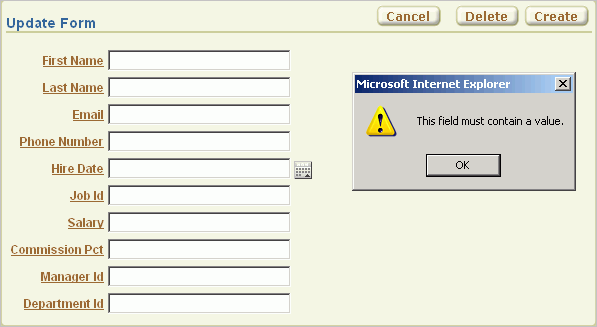 Update Form
Cancel Delete Create
First Name
Last Name
Email
Phone Number
Hire Date
Job Id
Salary
Commission Pct
Manager Id
Department Id
Microsoft Internet Explorer
This field must contain a value.
OK